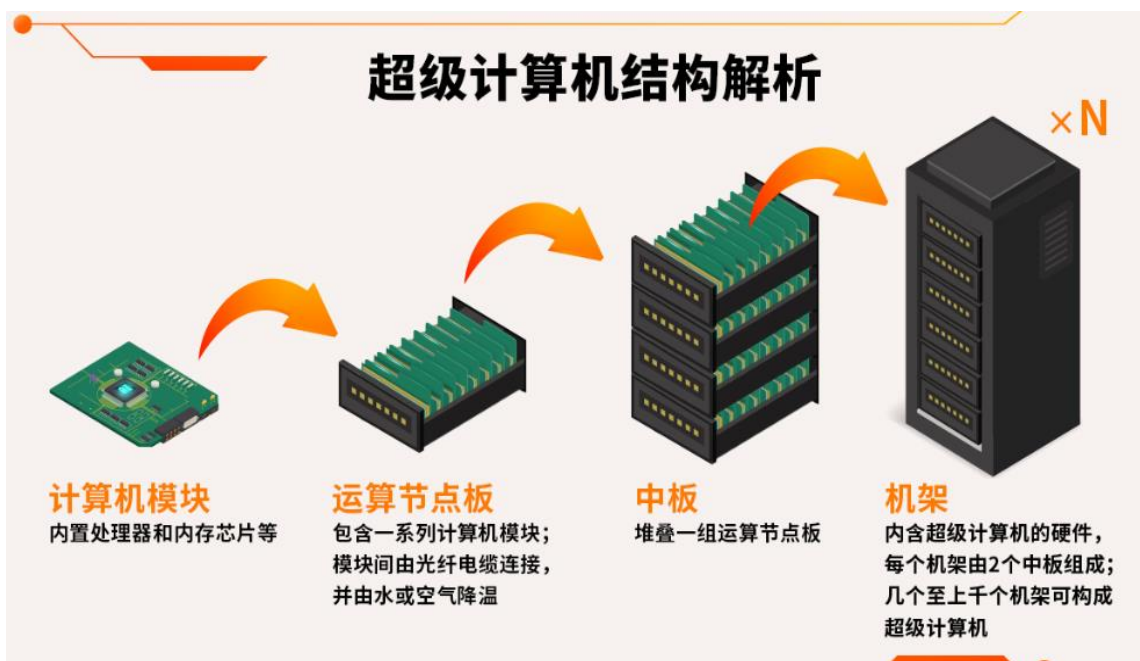 超级计算机结构解析
×N
计算机模块
内置处理器和内存芯片等
运算节点板
包含一系列计算机模块；
模块间由光纤电缆连接，
并由水或空气降温
中板
堆叠一组运算节点板
机架
内含超级计算机的硬件，
每个机架由2个中板组成；
几个至上千个机架可构成
超级计算机